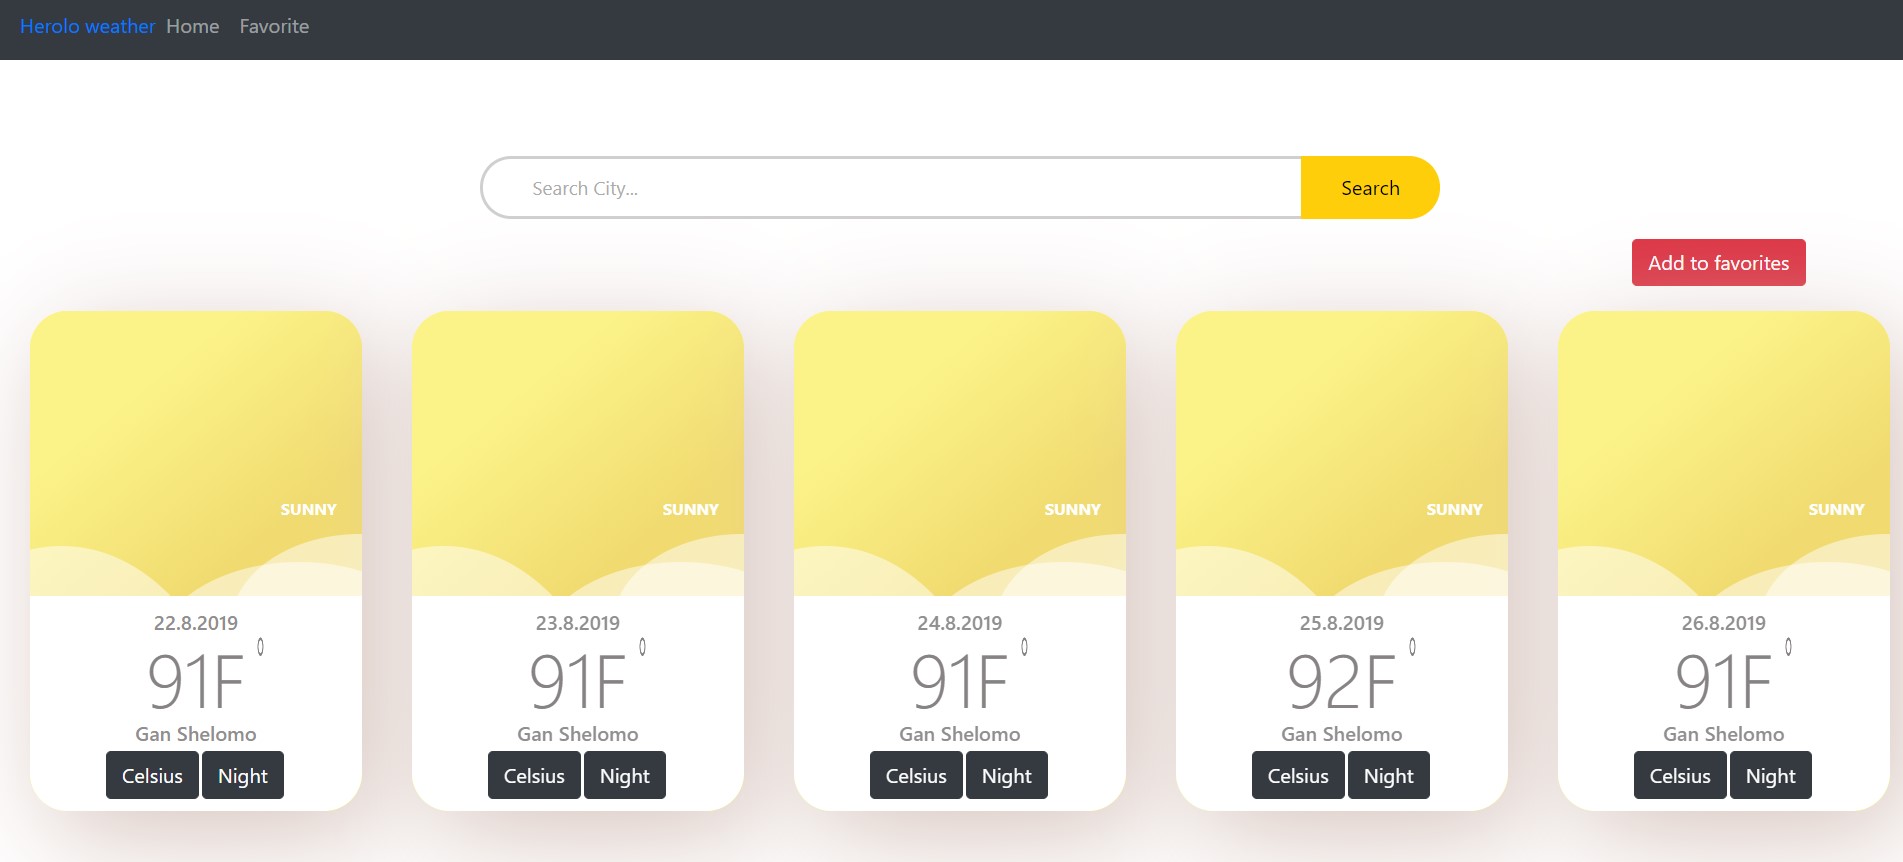 Herolo weather Home Favorite
Search City... Search
Add to favorites
SUNNY SUNNY SUNNY SUNNY SUNNY
22.8.2019 23.8.2019 24.8.2019 25.8.2019 26.8.2019
91F 0 91F 0 91F 0 92F 0 91F 0
Gan Shelomo Gan Shelomo Gan Shelomo Gan Shelomo Gan Shelomo
Celsius Night Celsius Night Celsius Night Celsius Night Celsius Night